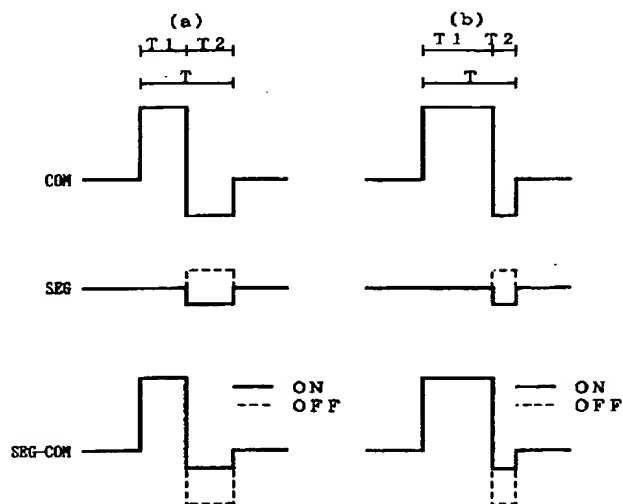 (a) (b)
T1 T2 T1 T2
T T
COM
SEG
ON ON
OFF OFF
SEG-COM